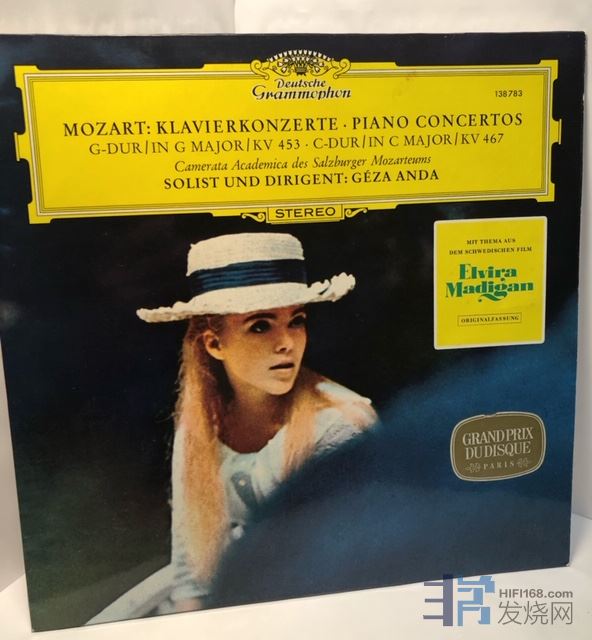 Deutsche
Grammophon
138 783
MOZART: KLAVIERKONZERTE · PIANO CONCERTOS
G-DUR/IN G MAJOR/KV 453 · C-DUR/IN C MAJOR/KV 467
Camerata Academica des Salzburger Mozarteums
SOLIST UND DIRIGENT: GÉZA ANDA
STEREO
MIT THEMA AUS
DEM SCHWEDISCHEN FILM
Elvira
Madigan
ORIGINALFASSUNG
GRAND PRIX
DU DISQUE
PARIS
HIFI168.com
发烧网